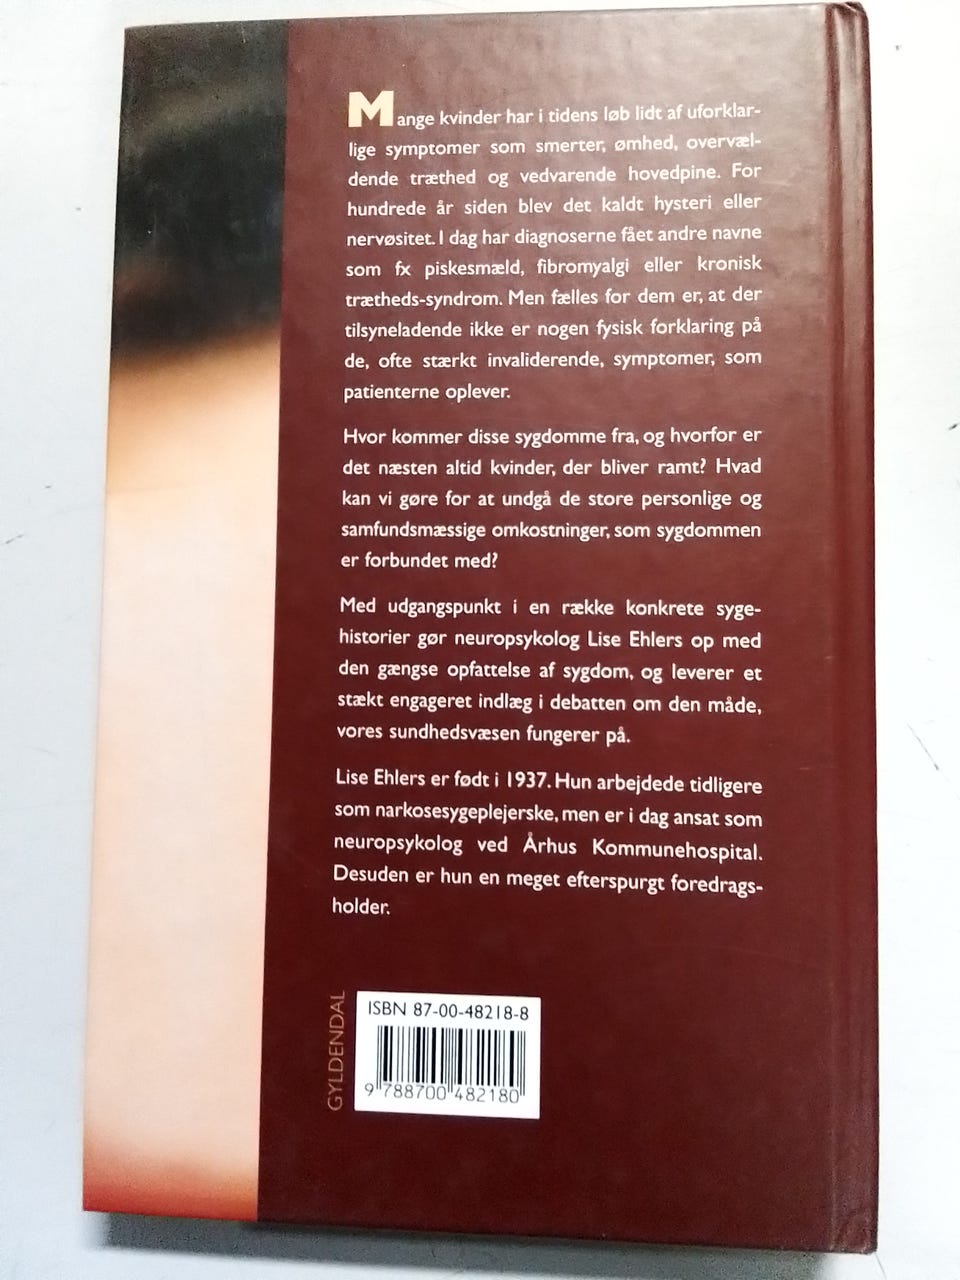 Mange kvinder har i tidens løb lidt af uforklar-
lige symptomer som smerter, ømhed, overvæl-
dende træthed og vedvarende hovedpine. For
hundrede år siden blev det kaldt hysteri eller
nervøsitet. I dag har diagnoserne fået andre navne
som fx piskesmæld, fibromyalgi eller kronisk
trætheds-syndrom. Men fælles for dem er, at der
tilsyneladende ikke er nogen fysisk forklaring på
de, ofte stærkt invaliderende, symptomer, som
patienterne oplever.
Hvor kommer disse sygdomme fra, og hvorfor er
det næsten altid kvinder, der bliver ramt? Hvad
kan vi gøre for at undgå de store personlige og
samfundsmæssige omkostninger, som sygdommen
er forbundet med?
Med udgangspunkt i en række konkrete syge-
historier gør neuropsykolog Lise Ehlers op med
den gængse opfattelse af sygdom, og leverer et
stækt engageret indlæg i debatten om den måde,
vores sundhedsvæsen fungerer på.
Lise Ehlers er født i 1937. Hun arbejdede tidligere
som narkosesygeplejerske, men er i dag ansat som
neuropsykolog ved Århus Kommunehospital.
Desuden er hun en meget efterspurgt foredrags-
holder.
GYLDENDAL
ISBN 87-00-48218-8
9 788700 482180